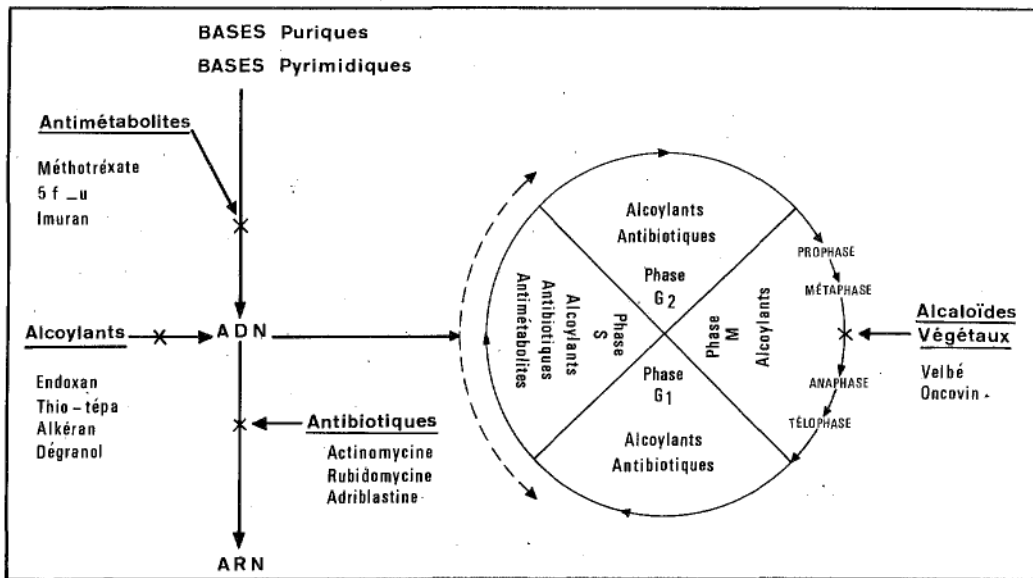 BASES Puriques
BASES Pyrimidiques
Antimétabolites
Méthotréxate
5 f _u
Imuran
Alcoylants
Endoxan
Thio-tépa
Alkéran
Dégranol
ADN
Antibiotiques
Actinomycine
Rubidomycine
Adriblastine
ARN
Alcoylants
Antibiotiques
Phase
G2
Phase
S
Alcoylants
Antibiotiques
Antimétabolites
Phase
M
Alcoylants
Phase
G1
Alcoylants
Antibiotiques
PROPHASE
MÉTAPHASE
ANAPHASE
TÉLOPHASE
Alcaloïdes
Végétaux
Velbé
Oncovin